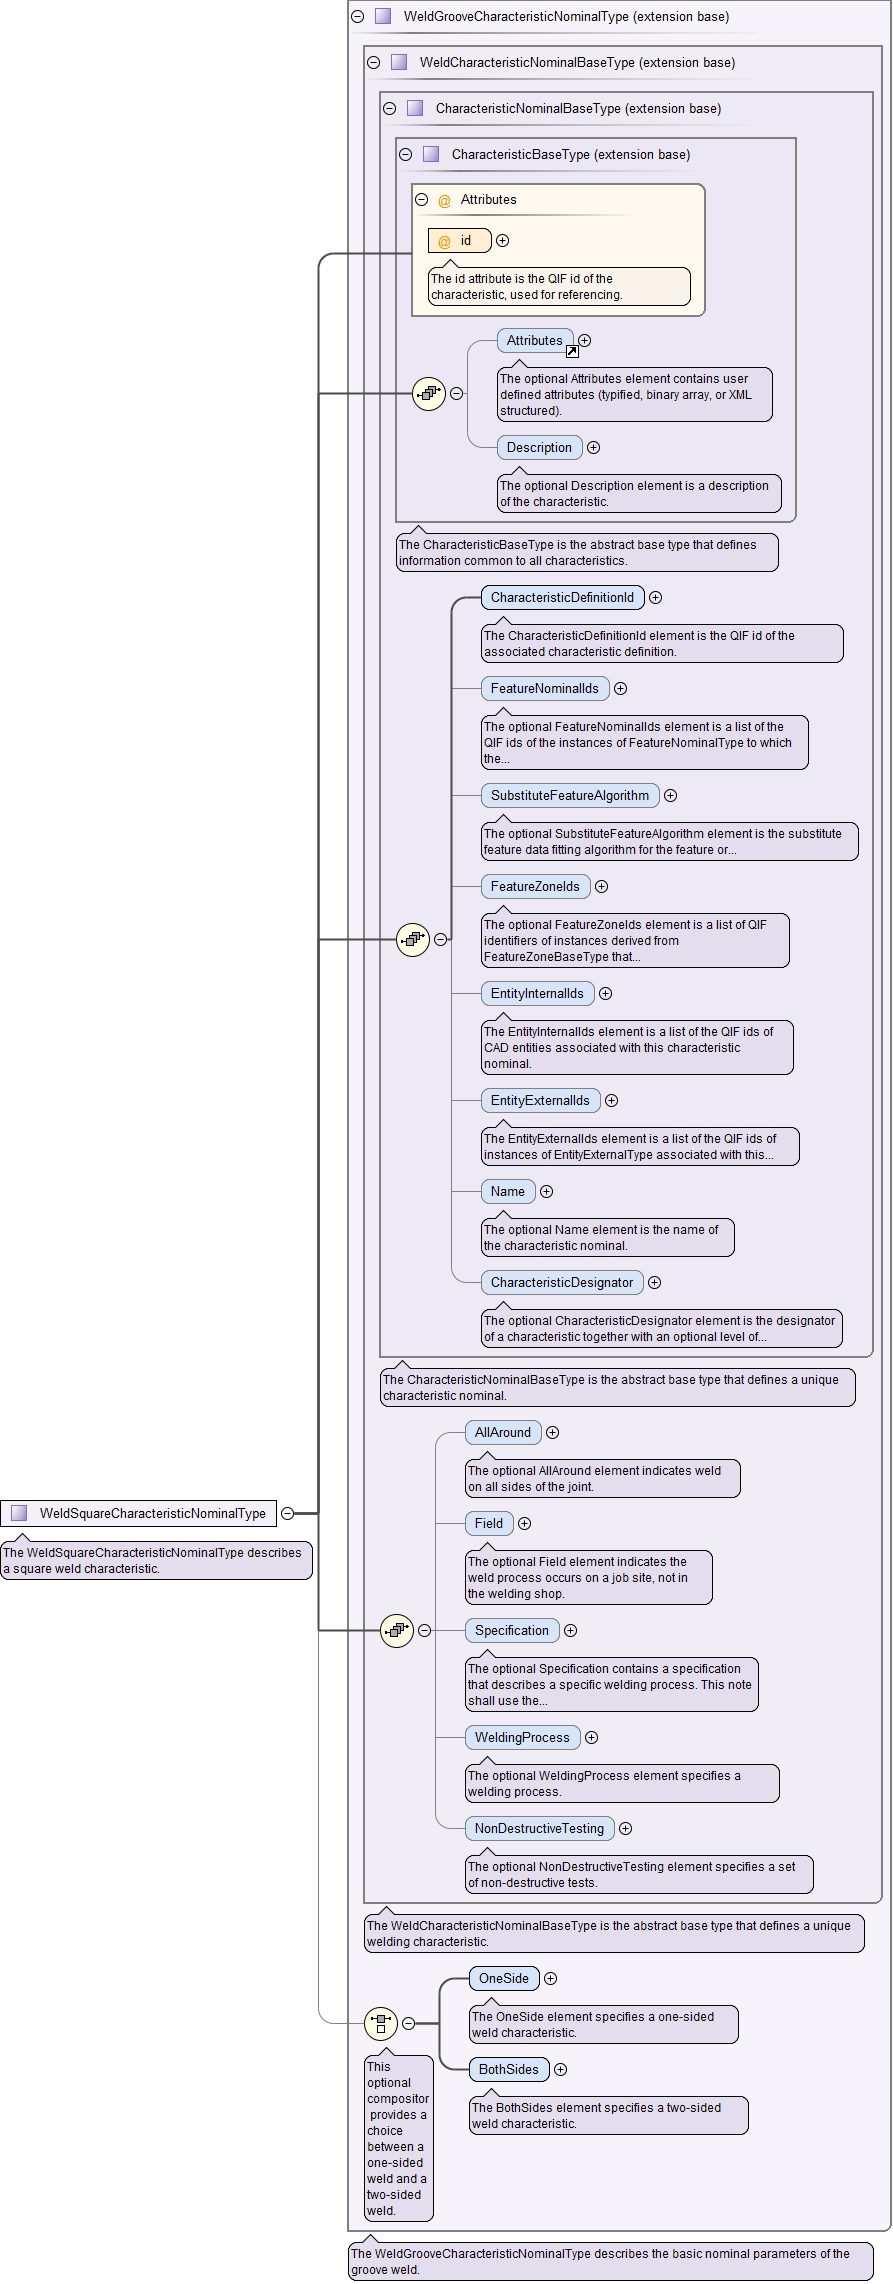 WeldGrooveCharacteristicNominalType (extension base)
WeldCharacteristicNominalBaseType (extension base)
CharacteristicNominalBaseType (extension base)
CharacteristicBaseType (extension base)
@ Attributes
@ id
The id attribute is the QIF id of the
characteristic, used for referencing.
Attributes
The optional Attributes element contains user
defined attributes (typified, binary array, or XML
structured).
Description
The optional Description element is a description
of the characteristic.
The CharacteristicBaseType is the abstract base type that defines
information common to all characteristics.
CharacteristicDefinitionId
The CharacteristicDefinitionId element is the QIF id of the
associated characteristic definition.
FeatureNominalIds
The optional FeatureNominalIds element is a list of the
QIF ids of the instances of FeatureNominalType to which
the...
SubstituteFeatureAlgorithm
The optional SubstituteFeatureAlgorithm element is the substitute
feature data fitting algorithm for the feature or...
FeatureZoneIds
The optional FeatureZoneIds element is a list of QIF
identifiers of instances derived from
FeatureZoneBaseType that...
EntityInternalIds
The EntityInternalIds element is a list of the QIF ids of
CAD entities associated with this characteristic
nominal.
EntityExternalIds
The EntityExternalIds element is a list of the QIF ids of
instances of EntityExternalType associated with this...
Name
The optional Name element is the name of
the characteristic nominal.
CharacteristicDesignator
The optional CharacteristicDesignator element is the designator
of a characteristic together with an optional level of...
The CharacteristicNominalBaseType is the abstract base type that defines a unique
characteristic nominal.
AllAround
The optional AllAround element indicates weld
on all sides of the joint.
WeldSquareCharacteristicNominalType
The WeldSquareCharacteristicNominalType describes
a square weld characteristic.
Field
The optional Field element indicates the
weld process occurs on a job site, not in
the welding shop.
Specification
The optional Specification contains a specification
that describes a specific welding process. This note
shall use the...
WeldingProcess
The optional WeldingProcess element specifies a
welding process.
NonDestructiveTesting
The optional NonDestructiveTesting element specifies a set
of non-destructive tests.
The WeldCharacteristicNominalBaseType is the abstract base type that defines a unique
welding characteristic.
OneSide
The OneSide element specifies a one-sided
weld characteristic.
BothSides
The BothSides element specifies a two-sided
weld characteristic.
This
optional
compositor
provides a
choice
between a
one-sided
weld and a
two-sided
weld.
The WeldGrooveCharacteristicNominalType describes the basic nominal parameters of the
groove weld.